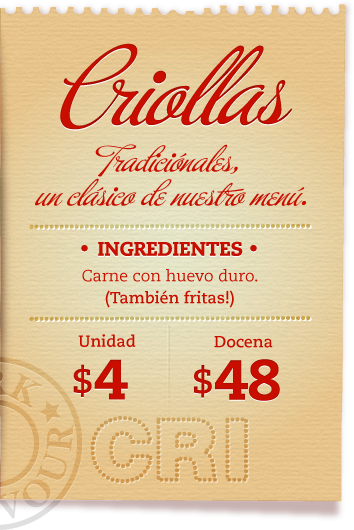 Criollas
Tradiciónales,
un clásico de nuestro menú.
• INGREDIENTES •
Carne con huevo duro.
(También fritas!)
Unidad
$4
Docena
$48
CRI